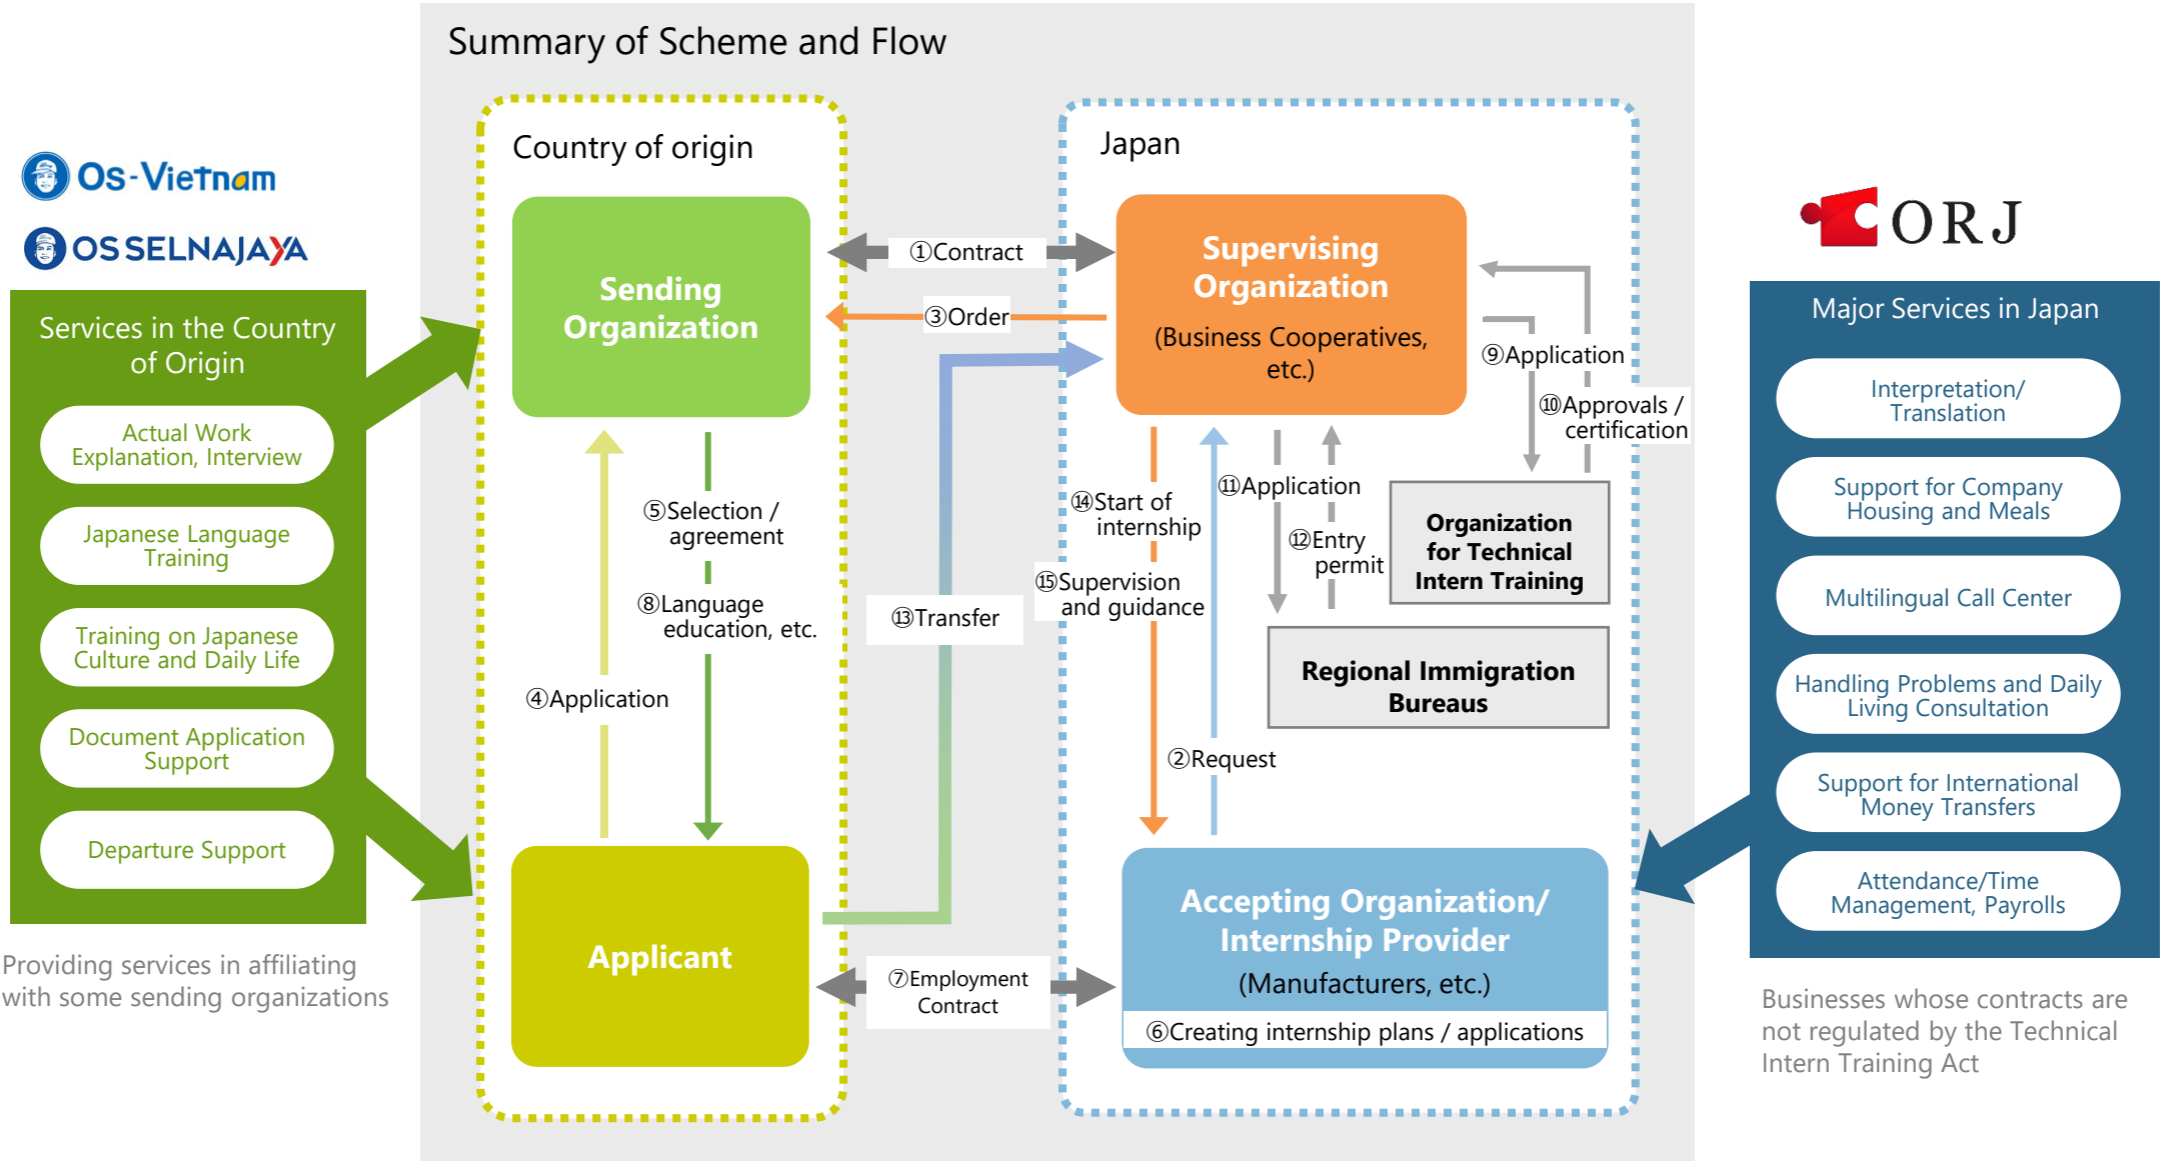 Summary of Scheme and Flow
Os-Vietnam
OS SELNAJAYA
Services in the Country
of Origin
Actual Work
Explanation, Interview
Japanese Language
Training
Training on Japanese
Culture and Daily Life
Document Application
Support
Departure Support
Providing services in affiliating
with some sending organizations
Country of origin
Sending
Organization
①Contract
③Order
⑤Selection /
agreement
⑧Language
education, etc.
④Application
⑬Transfer
Applicant
⑦Employment
Contract
Japan
Supervising
Organization
(Business Cooperatives,
etc.)
⑨Application
⑩Approvals /
certification
⑭Start of
internship
⑪Application
⑫Entry
permit
⑮Supervision
and guidance
Organization
for Technical
Intern Training
Regional Immigration
Bureaus
②Request
Accepting Organization/
Internship Provider
(Manufacturers, etc.)
⑥Creating internship plans / applications
ORJ
Major Services in Japan
Interpretation/
Translation
Support for Company
Housing and Meals
Multilingual Call Center
Handling Problems and Daily
Living Consultation
Support for International
Money Transfers
Attendance/Time
Management, Payrolls
Businesses whose contracts are
not regulated by the Technical
Intern Training Act